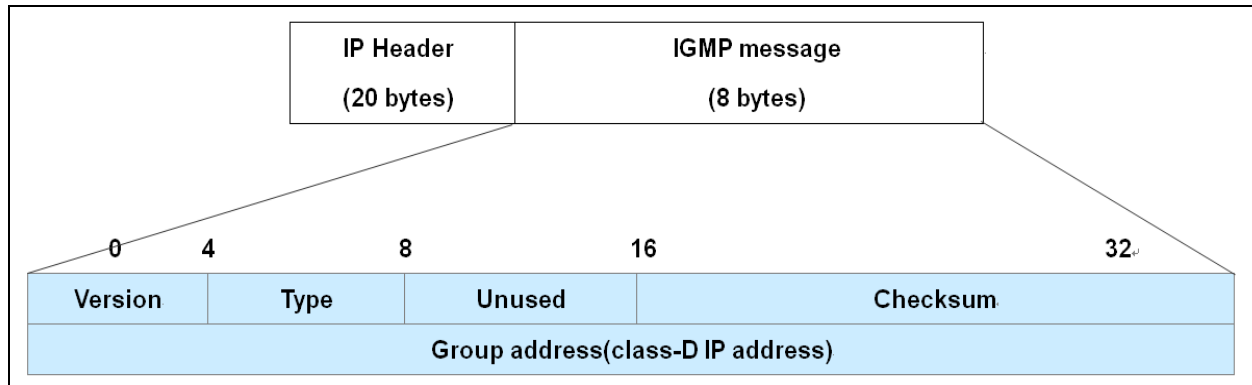 IP Header
(20 bytes)
IGMP message
(8 bytes)
0 4 8 16 32
Version Type Unused Checksum
Group address(class-D IP address)